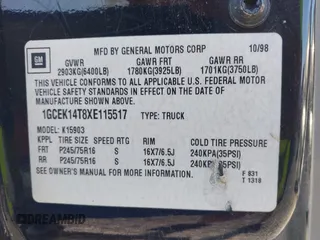 GM
MFD BY GENERAL MOTORS CORP 10/98
GVWR GAWR FRT GAWR RR
2903KG(6400LB) 1780KG(3925LB) 1701KG(3750LB)
THIS VEHICLE CONFORMS TO ALL APPLICABLE U.S. FEDERAL MOTOR
VEHICLE SAFETY STANDARDS IN EFFECT ON THE DATE OF
MANUFACTURE SHOWN ABOVE.
1GCEK14T8XE115517 TYPE: TRUCK
MODEL: K15903
KPPL TIRE SIZE SPEED RTG RIM COLD TIRE PRESSURE
FRT P245/75R16 S 16X7/6.5J 240KPA(35PSI)
RR P245/75R16 S 16X7/6.5J 240KPA(35PSI)
SEE OWNER'S MANUAL FOR MORE INFORMATION. F 831
T 1318
DREAMBID